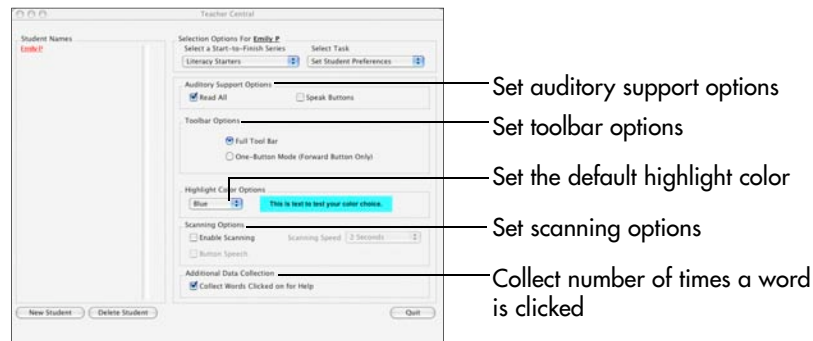 Teacher Central
Student Names
Emily P
Selection Options For Emily P
Select a Start-to-Finish Series Select Task
Literacy Starters Set Student Preferences
Auditory Support Options
Read All Speak Buttons
Toolbar Options
Full Tool Bar
One-Button Mode (Forward Button Only)
Highlight Color Options
Blue This is text to test your color choice.
Scanning Options
Enable Scanning Scanning Speed 2 Seconds
Button Speech
Additional Data Collection
Collect Words Clicked on for Help
New Student Delete Student Quit
Set auditory support options
Set toolbar options
Set the default highlight color
Set scanning options
Collect number of times a word
is clicked